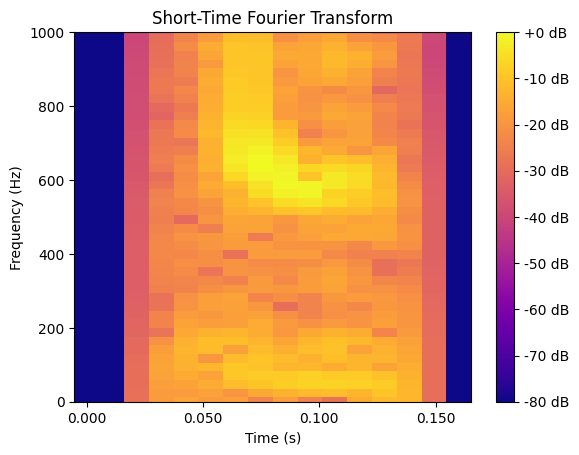 Short-Time Fourier Transform
1000
800
600
400
200
0
Frequency (Hz)
0.000
0.050
0.100
0.150
Time (s)
+0 dB
-10 dB
-20 dB
-30 dB
-40 dB
-50 dB
-60 dB
-70 dB
-80 dB